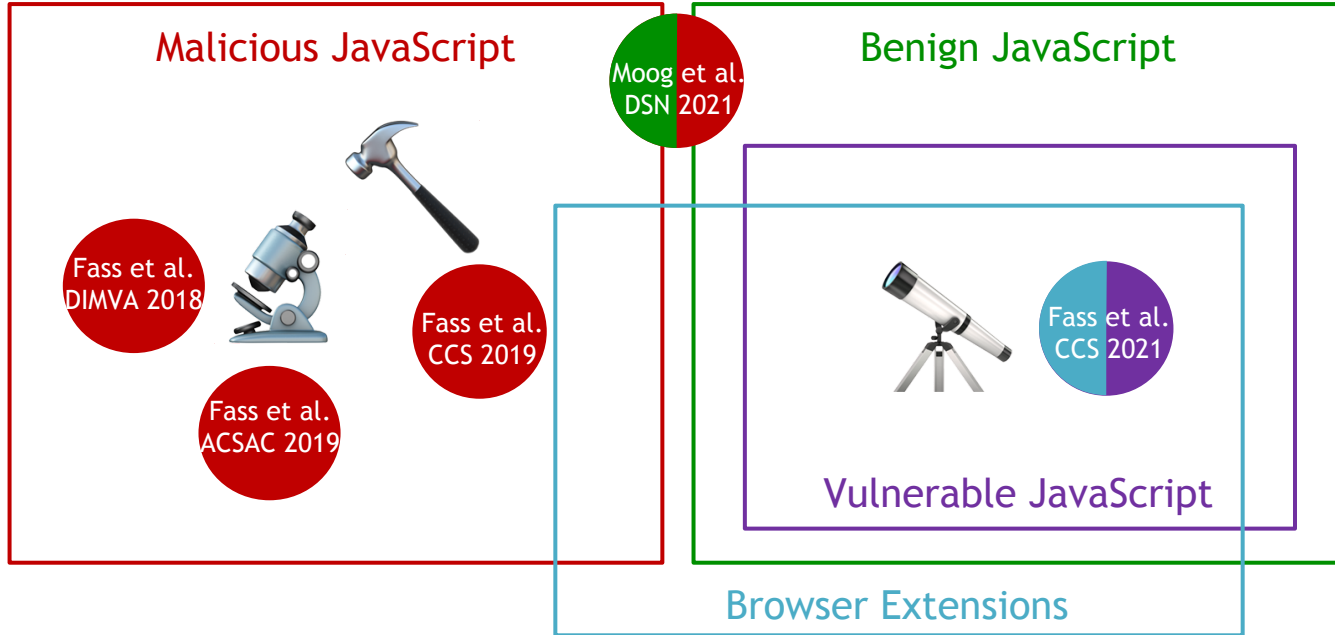 Malicious JavaScript
Moog et al.
DSN 2021
Benign JavaScript
Fass et al.
DIMVA 2018
Fass et al.
CCS 2019
Fass et al.
ACSAC 2019
Fass et al.
CCS 2021
Vulnerable JavaScript
Browser Extensions